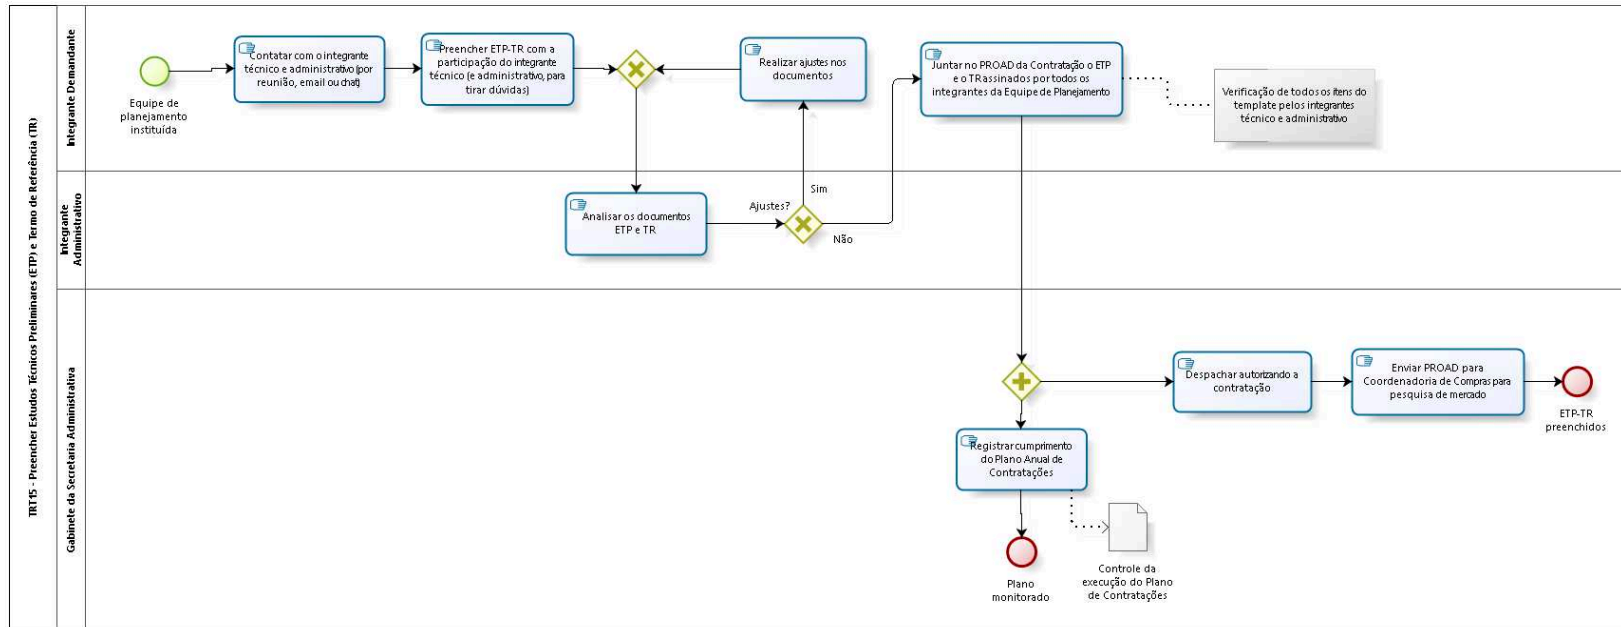 TRT15 - Preencher Estudos Técnicos Preliminares (ETP) e Termo de Referência (TR)
Integrante Demandante
Equipe de
planejamento
instituída
Contatar com o integrante
técnico e administrativo (por
reunião, email ou chat)
Preencher ETP-TR com a
participação do integrante
técnico (e administrativo, para
tirar dúvidas)
Realizar ajustes nos
documentos
Juntar no PROAD da Contratação o ETP
e o TR assinados por todos os
integrantes da Equipe de Planejamento
Verificação de todos os itens do
template pelos integrantes
técnico e administrativo
Integrante
Administrativo
Analisar os documentos
ETP e TR
Ajustes?
Sim
Não
Gabinete da Secretaria Administrativa
Despachar autorizando a
contratação
Enviar PROAD para
Coordenadoria de Compras para
pesquisa de mercado
ETP-TR
preenchidos
Registrar cumprimento
do Plano Anual de
Contratações
Plano
monitorado
Controle da
execução do Plano
de Contratações